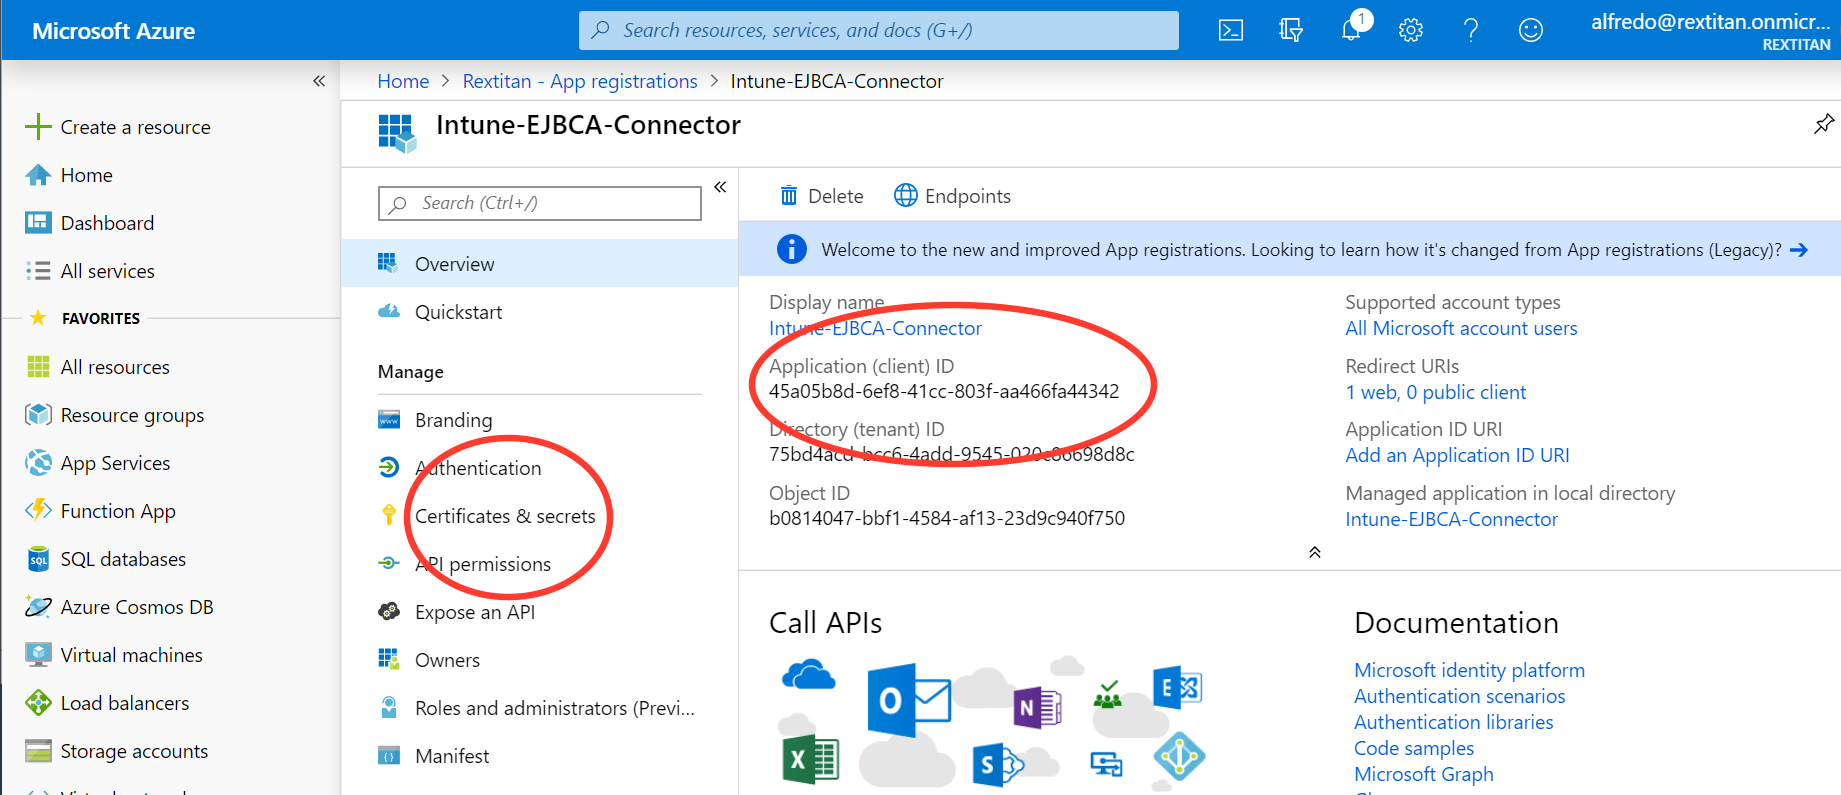 Microsoft Azure
Search resources, services, and docs (G+/)
1
alfredo@rextitan.onmicr...
REXTITAN
Home > Rextitan - App registrations > Intune-EJBCA-Connector
Intune-EJBCA-Connector
Create a resource
Home
Dashboard
All services
FAVORITES
All resources
Resource groups
App Services
Function App
SQL databases
Azure Cosmos DB
Virtual machines
Load balancers
Storage accounts
Search (Ctrl+/)
Overview
Quickstart
Manage
Branding
Authentication
Certificates & secrets
API permissions
Expose an API
Owners
Roles and administrators (Previ...
Manifest
Delete
Endpoints
Welcome to the new and improved App registrations. Looking to learn how it's changed from App registrations (Legacy)?
Display name
Intune-EJBCA-Connector
Application (client) ID
45a05b8d-6ef8-41cc-803f-aa466fa44342
Directory (tenant) ID
75bd4acd-bcc6-4add-9545-020c86698d8c
Object ID
b0814047-bbf1-4584-af13-23d9c940f750
Supported account types
All Microsoft account users
Redirect URIs
1 web, 0 public client
Application ID URI
Add an Application ID URI
Managed application in local directory
Intune-EJBCA-Connector
Call APIs
Documentation
Microsoft identity platform
Authentication scenarios
Authentication libraries
Code samples
Microsoft Graph